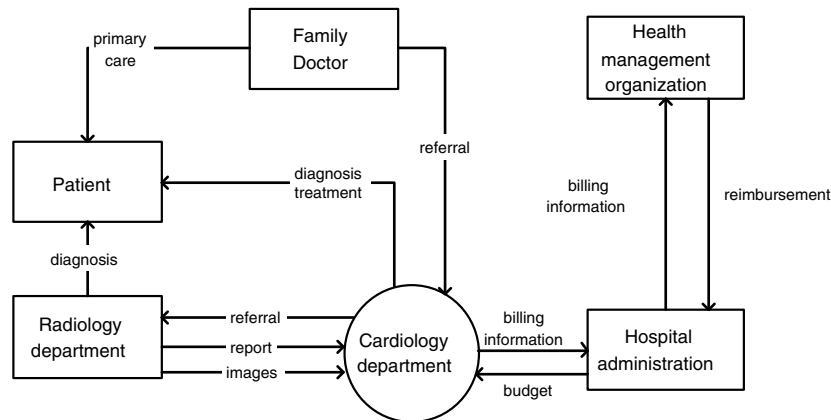 primary
care
Family
Doctor
Health
management
organization
Patient
diagnosis
treatment
referral
billing
information
reimbursement
diagnosis
Radiology
department
referral
report
images
Cardiology
department
billing
information
budget
Hospital
administration